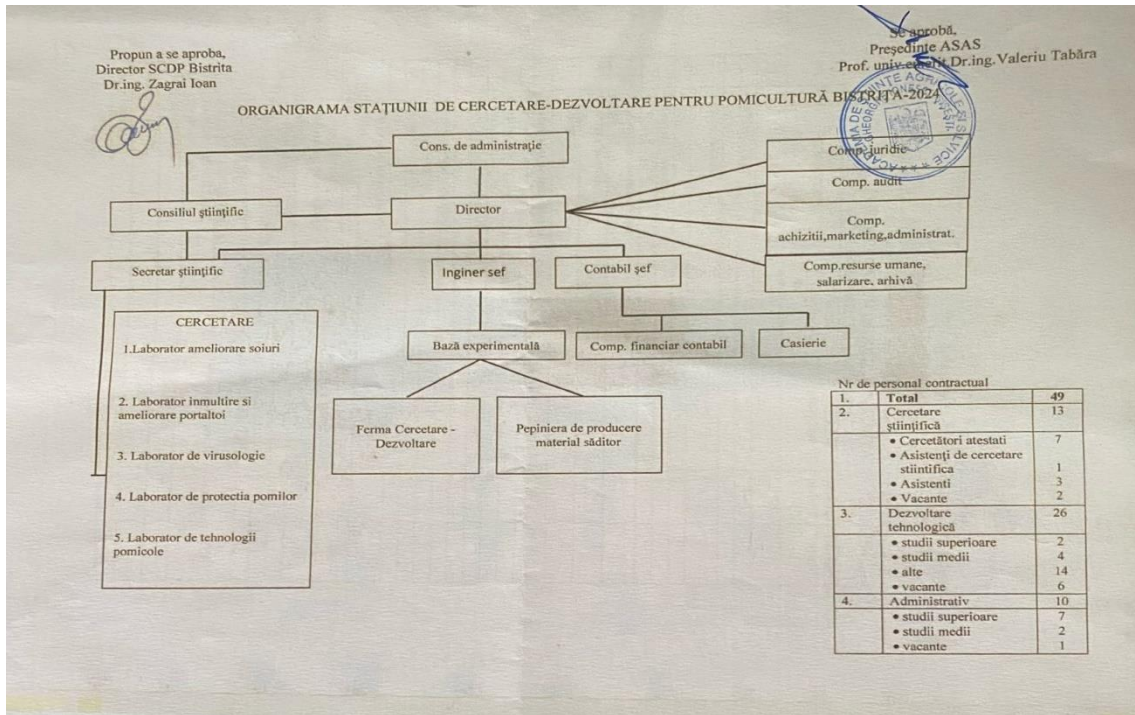 Propun a se aproba,
Director SCDP Bistrita
Dr.ing. Zagrai Ioan
Se aprobă,
Președinte ASAS
Prof. univ.emerit Dr.ing. Valeriu Tabăra
ORGANIGRAMA STAȚIUNII DE CERCETARE-DEZVOLTARE PENTRU POMICULTURĂ BISTRIȚA-2024
Cons. de administrație
Consiliul științific
Director
Comp. juridic
Comp. audit
Comp.
achizitii,marketing,administrat.
Comp.resurse umane,
salarizare, arhivă
Secretar științific
Inginer sef
Contabil șef
CERCETARE
1.Laborator ameliorare soiuri
2. Laborator inmultire si
ameliorare portaltoi
3. Laborator de virusologie
4. Laborator de protectia pomilor
5. Laborator de tehnologii
pomicole
Bază experimentală
Comp. financiar contabil
Casierie
Ferma Cercetare -
Dezvoltare
Pepiniera de producere
material săditor
Nr de personal contractual
1. Total 49
2. Cercetare 13
științifică
• Cercetători atestati 7
• Asistenți de cercetare
stiintifica 1
• Asistenti 3
• Vacante 2
3. Dezvoltare 26
tehnologică
• studii superioare 2
• studii medii 4
• alte 14
• vacante 6
4. Administrativ 10
• studii superioare 7
• studii medii 2
• vacante 1